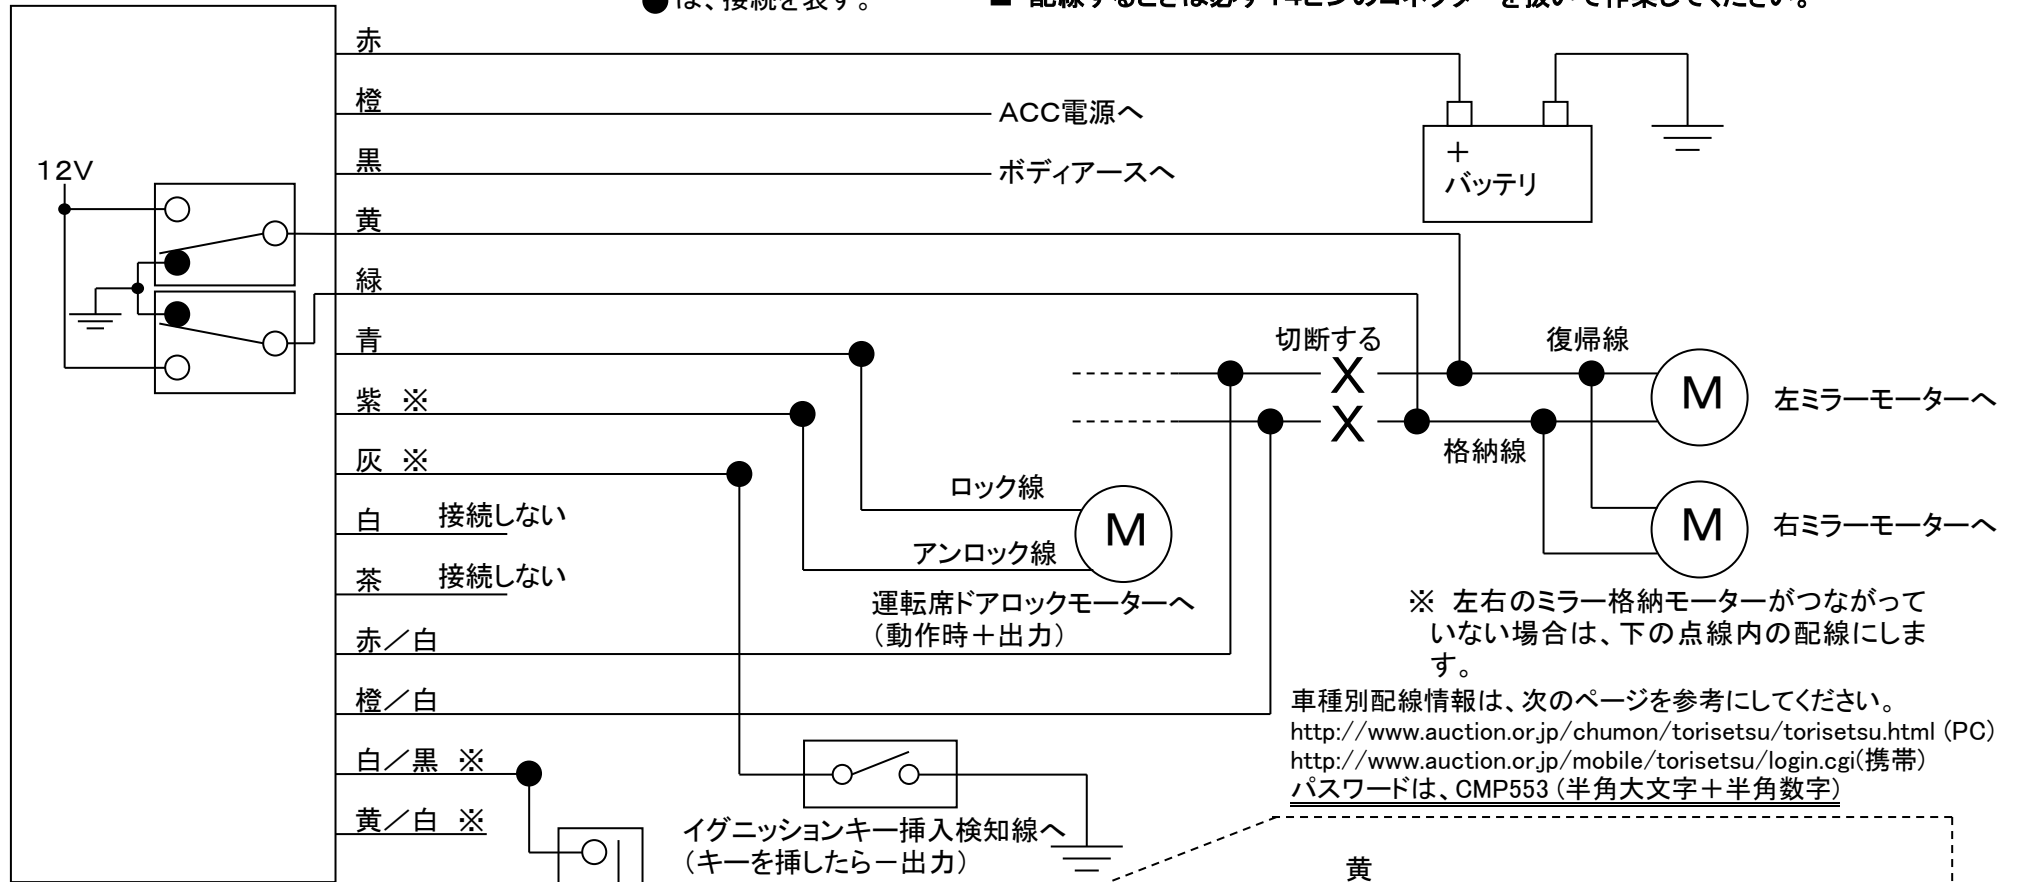 は、接続を表す。
■ 配線するときは必ず14ピンのコネクターを抜いて作業してください。
赤
橙
ACC電源へ
黒
ボディアースへ
12V
＋
バッテリ
黄
緑
青
切断する
復帰線
X
M
左ミラーモーターへ
紫 ※
X
格納線
灰 ※
ロック線
M
M
右ミラーモーターへ
白 接続しない
アンロック線
茶 接続しない
運転席ドアロックモーターへ
（動作時＋出力）
※ 左右のミラー格納モーターがつながって
いない場合は、下の点線内の配線にしま
す。
赤／白
橙／白
車種別配線情報は、次のページを参考にしてください。
http://www.auction.or.jp/chumon/torisetsu/torisetsu.html (PC)
http://www.auction.or.jp/mobile/torisetsu/login.cgi(携帯)
パスワードは、CMP553 (半角大文字＋半角数字)
白／黒 ※
黄／白 ※
イグニッションキー挿入検知線へ
（キーを挿したら－出力）
黄